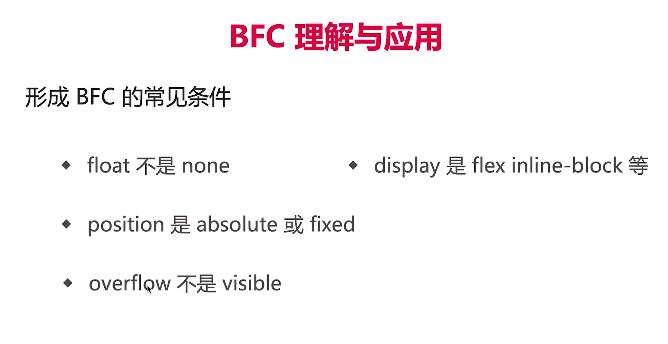 BFC 理解与应用
形成 BFC 的常见条件
float 不是 none
display 是 flex inline-block 等
position 是 absolute 或 fixed
overflow 不是 visible